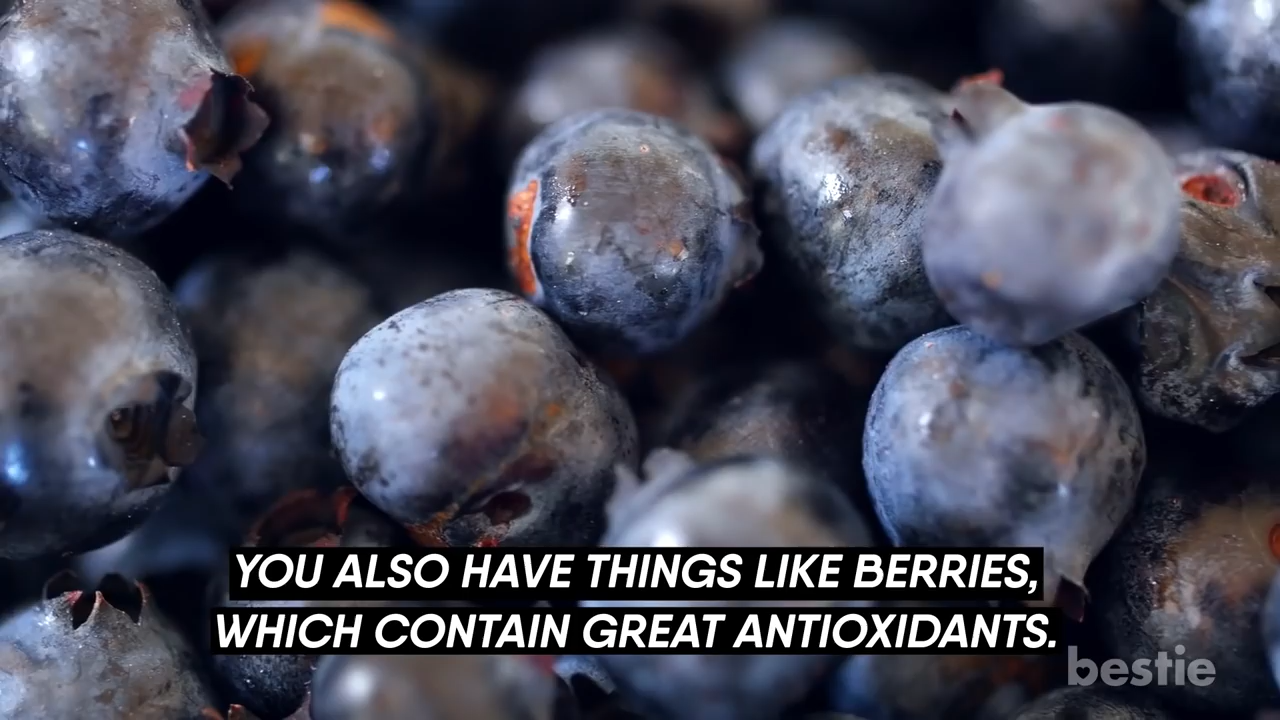 YOU ALSO HAVE THINGS LIKE BERRIES,
WHICH CONTAIN GREAT ANTIOXIDANTS.
bestie